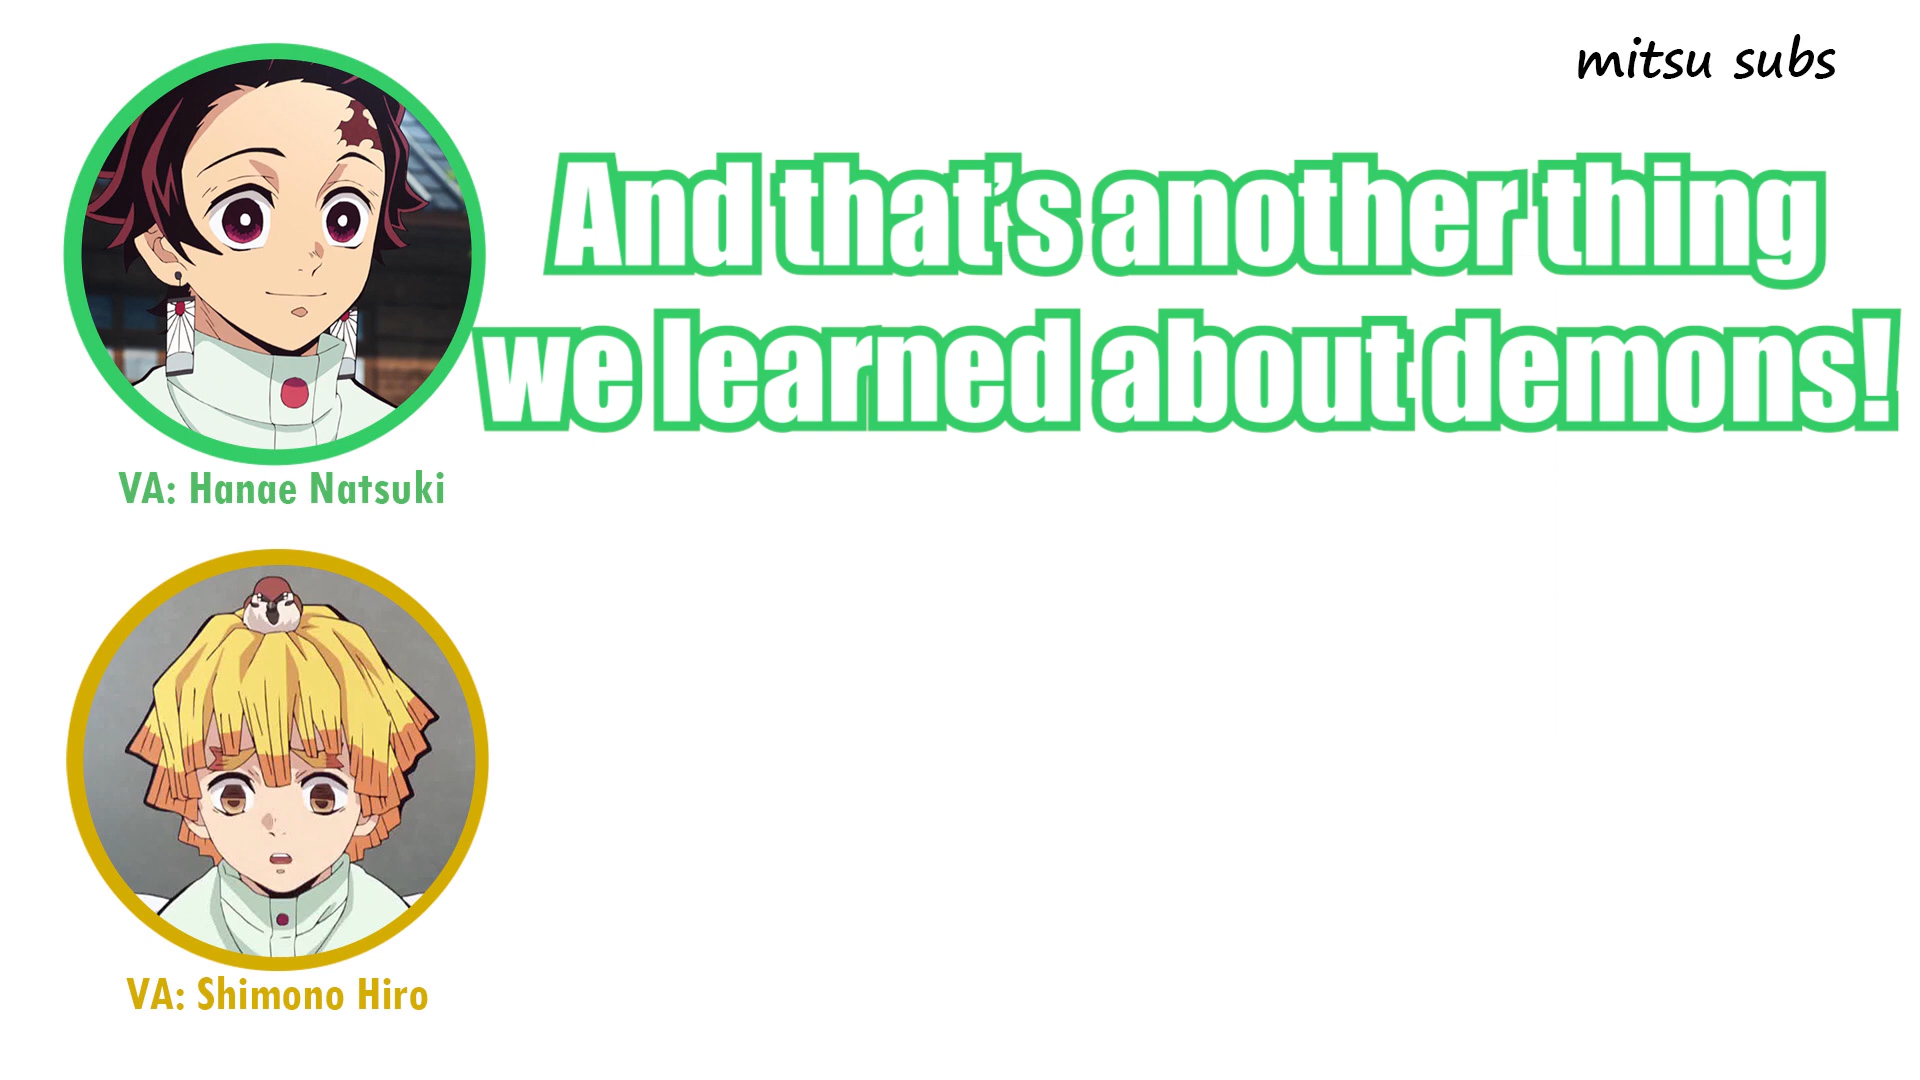 mitsu subs
And that's another thing
we learned about demons!
VA: Hanae Natsuki
VA: Shimono Hiro